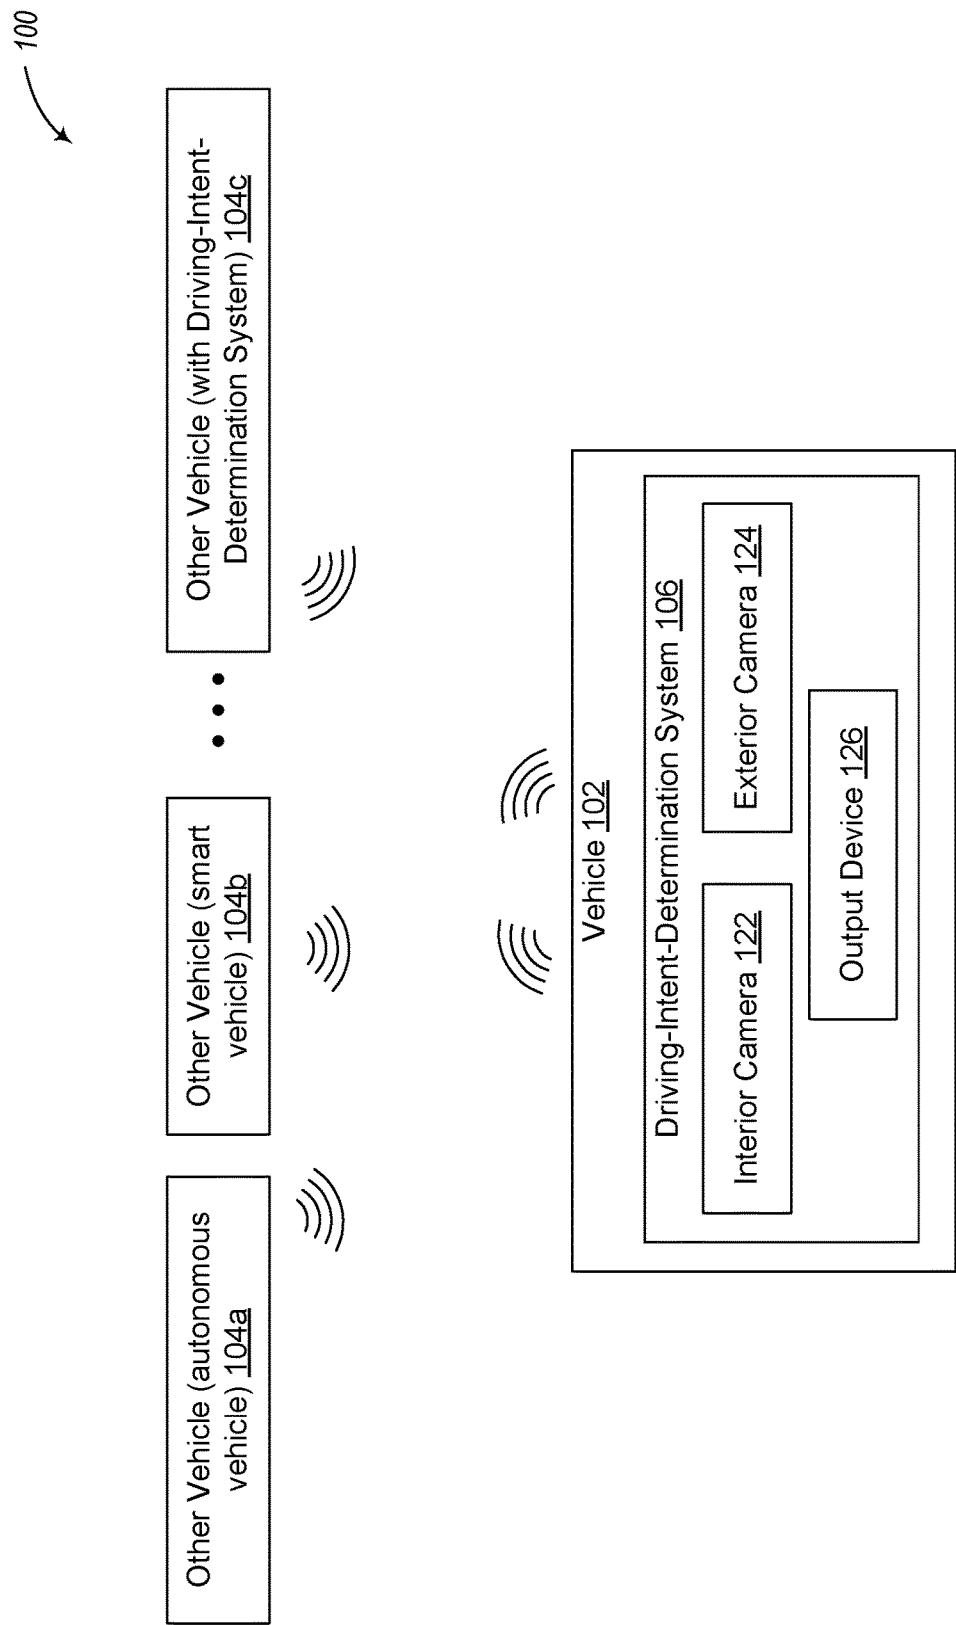 100
Other Vehicle (autonomous
vehicle) 104a
Other Vehicle (smart
vehicle) 104b
Other Vehicle (with Driving-Intent-
Determination System) 104c
Vehicle 102
Driving-Intent-Determination System 106
Interior Camera 122
Exterior Camera 124
Output Device 126